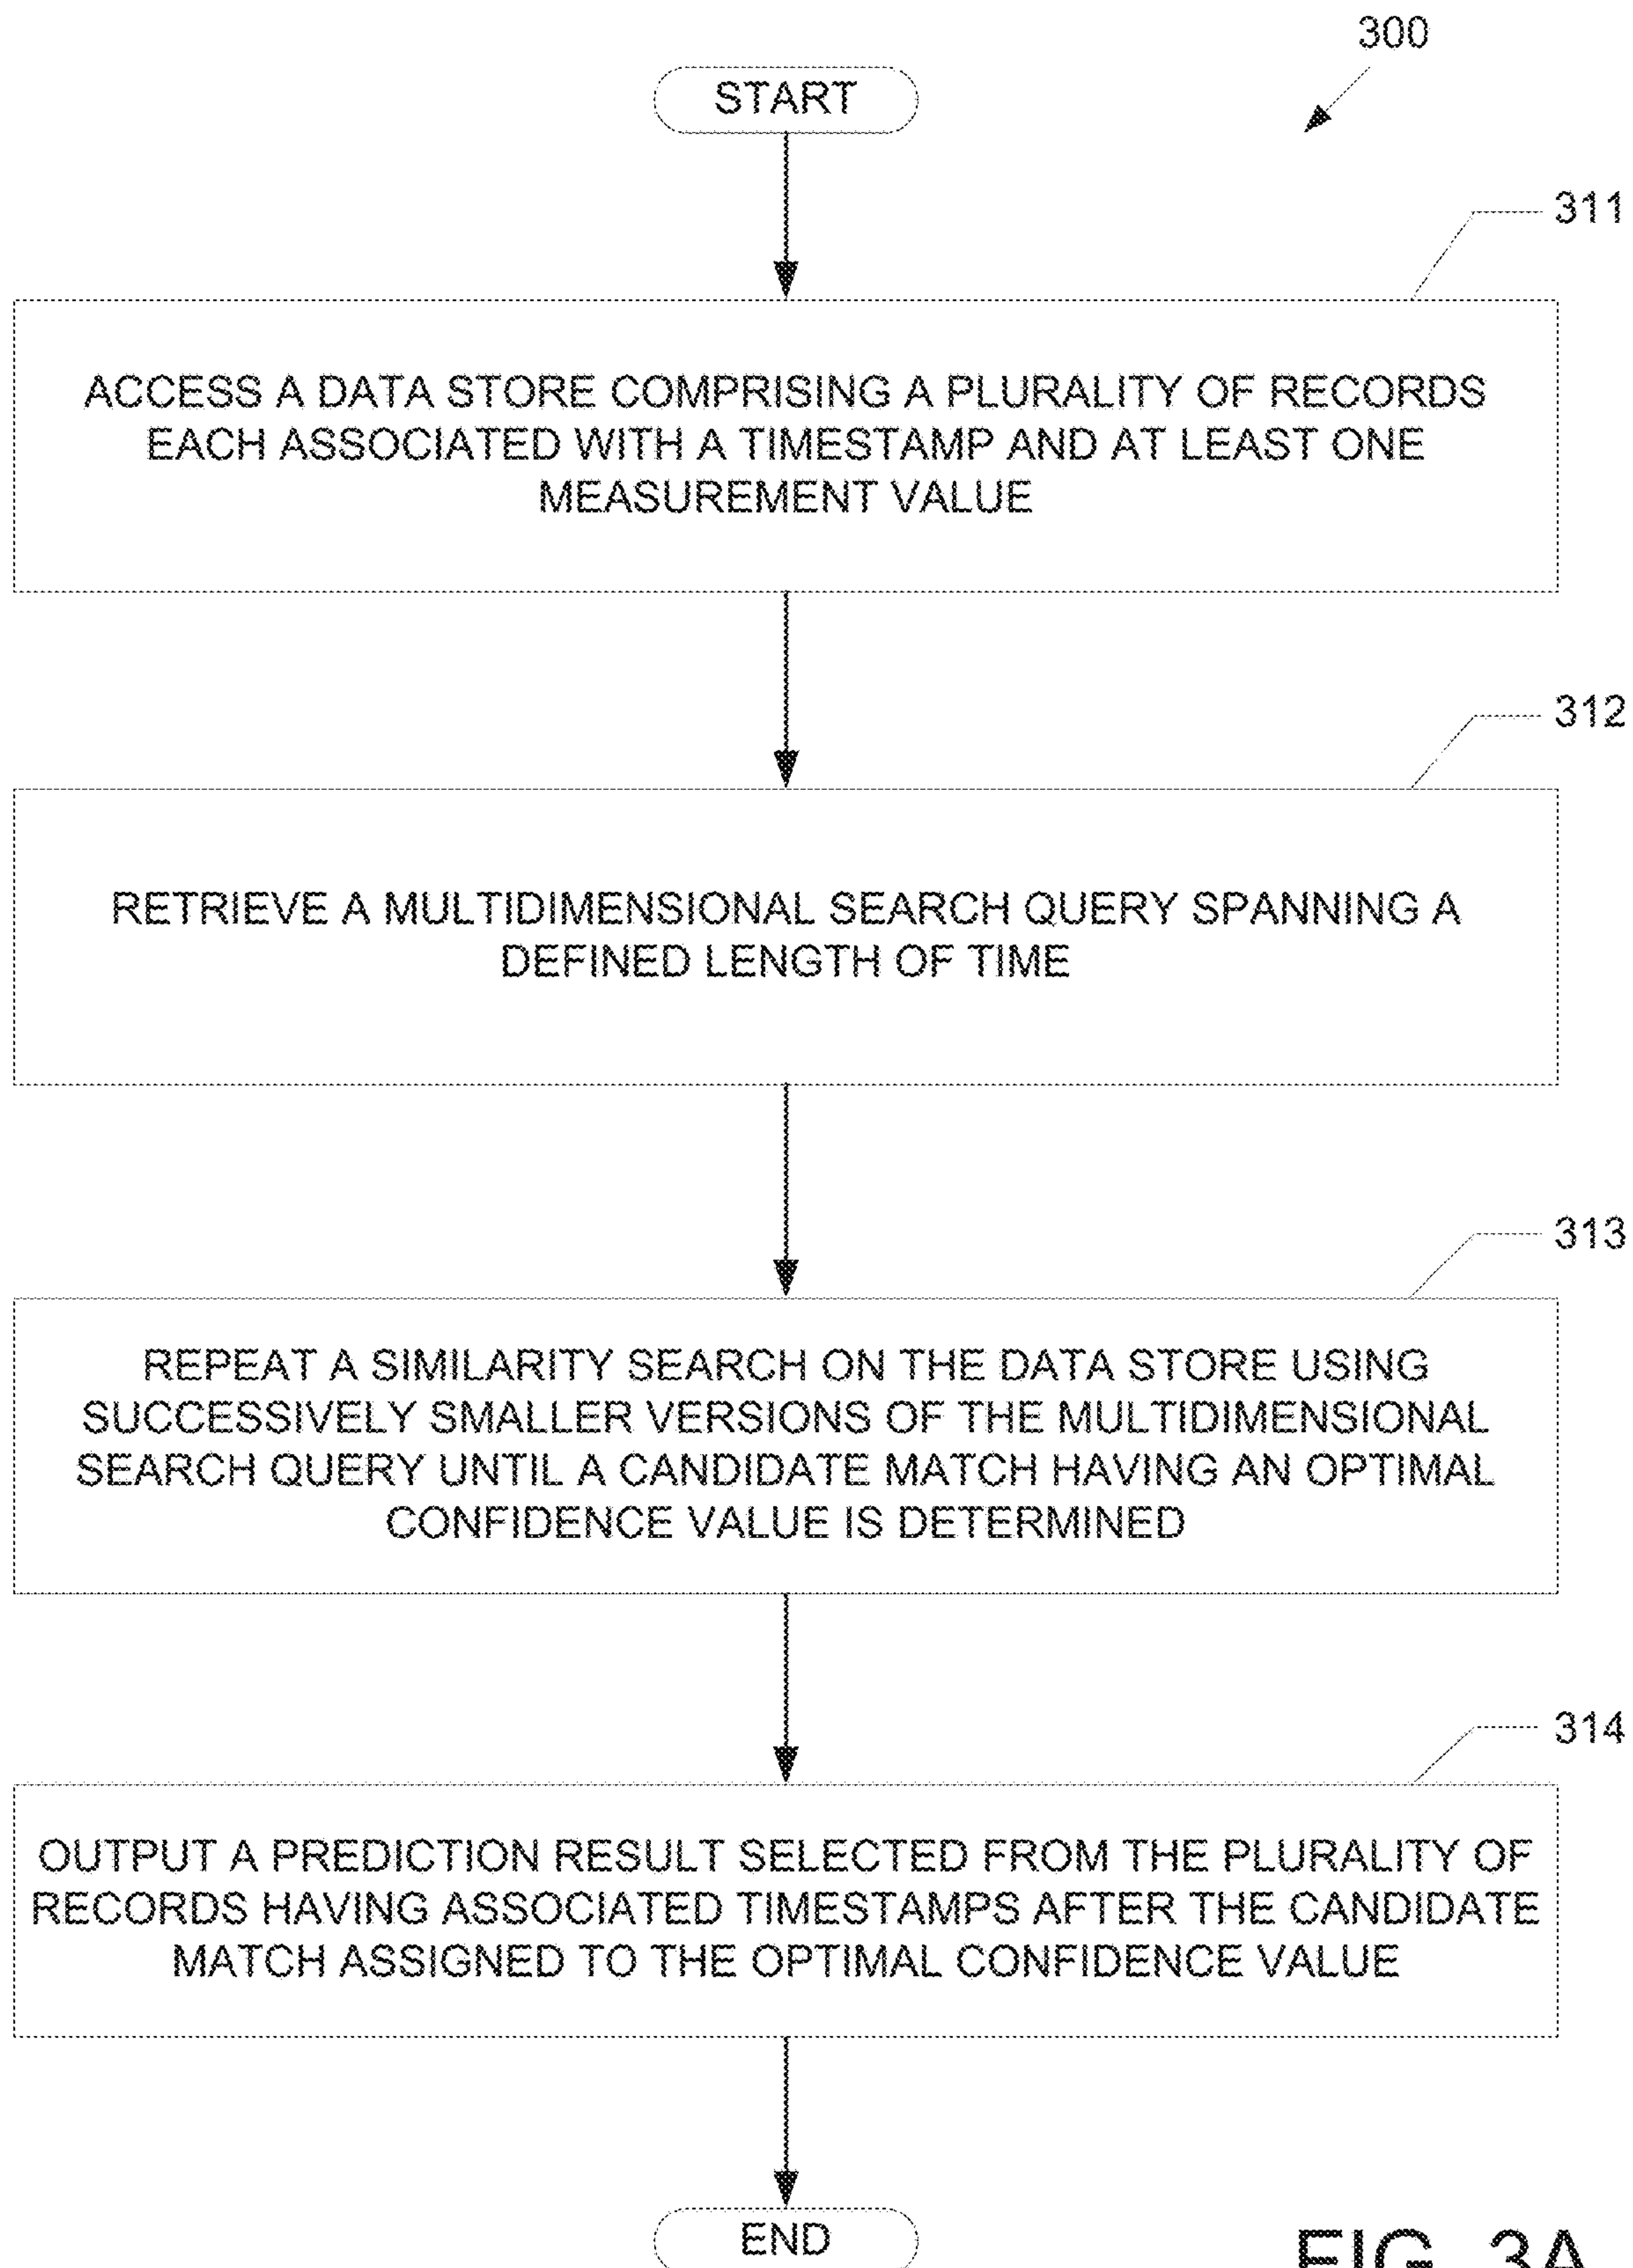 300
START
311
ACCESS A DATA STORE COMPRISING A PLURALITY OF RECORDS
EACH ASSOCIATED WITH A TIMESTAMP AND AT LEAST ONE
MEASUREMENT VALUE
312
RETRIEVE A MULTIDIMENSIONAL SEARCH QUERY SPANNING A
DEFINED LENGTH OF TIME
313
REPEAT A SIMILARITY SEARCH ON THE DATA STORE USING
SUCCESSIVELY SMALLER VERSIONS OF THE MULTIDIMENSIONAL
SEARCH QUERY UNTIL A CANDIDATE MATCH HAVING AN OPTIMAL
CONFIDENCE VALUE IS DETERMINED
314
OUTPUT A PREDICTION RESULT SELECTED FROM THE PLURALITY OF
RECORDS HAVING ASSOCIATED TIMESTAMPS AFTER THE CANDIDATE
MATCH ASSIGNED TO THE OPTIMAL CONFIDENCE VALUE
END
FIG. 3A